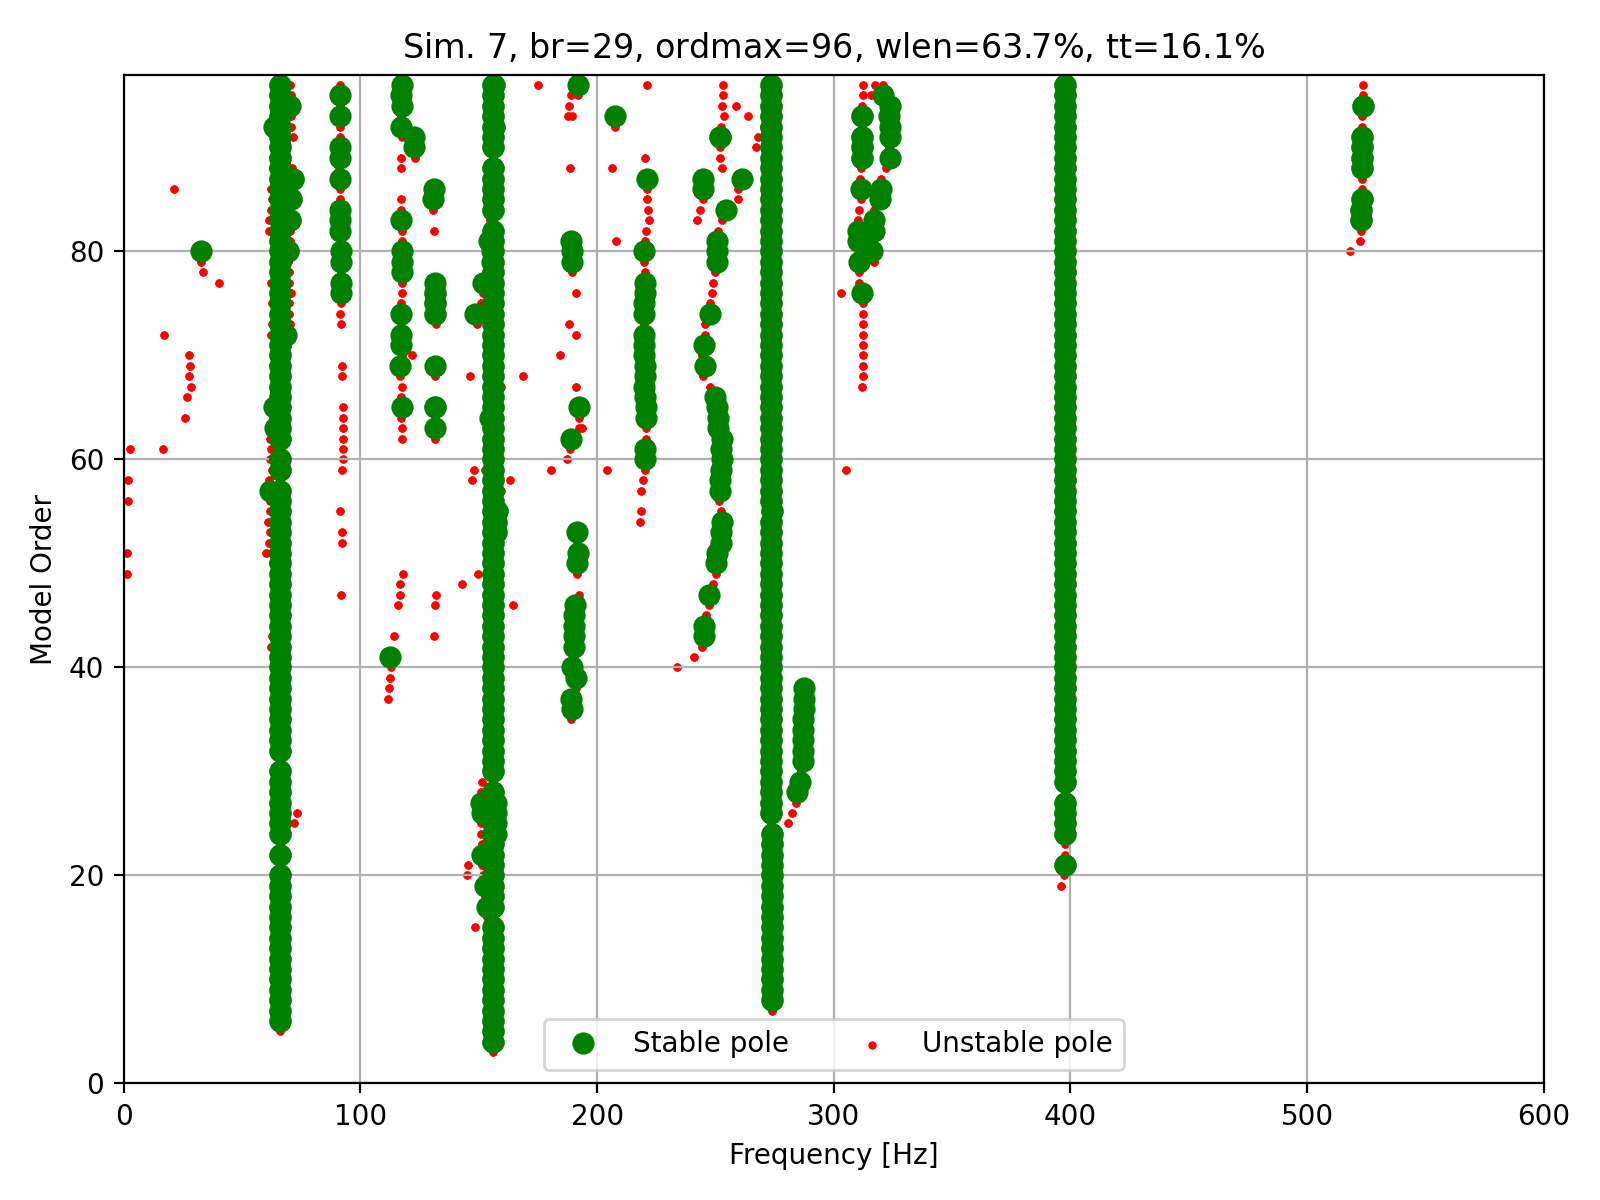 Sim. 7, br=29, ordmax=96, wlen=63.7%, tt=16.1%
Model Order
80
60
40
20
0
Stable pole
Unstable pole
0 100 200 300 400 500 600
Frequency [Hz]